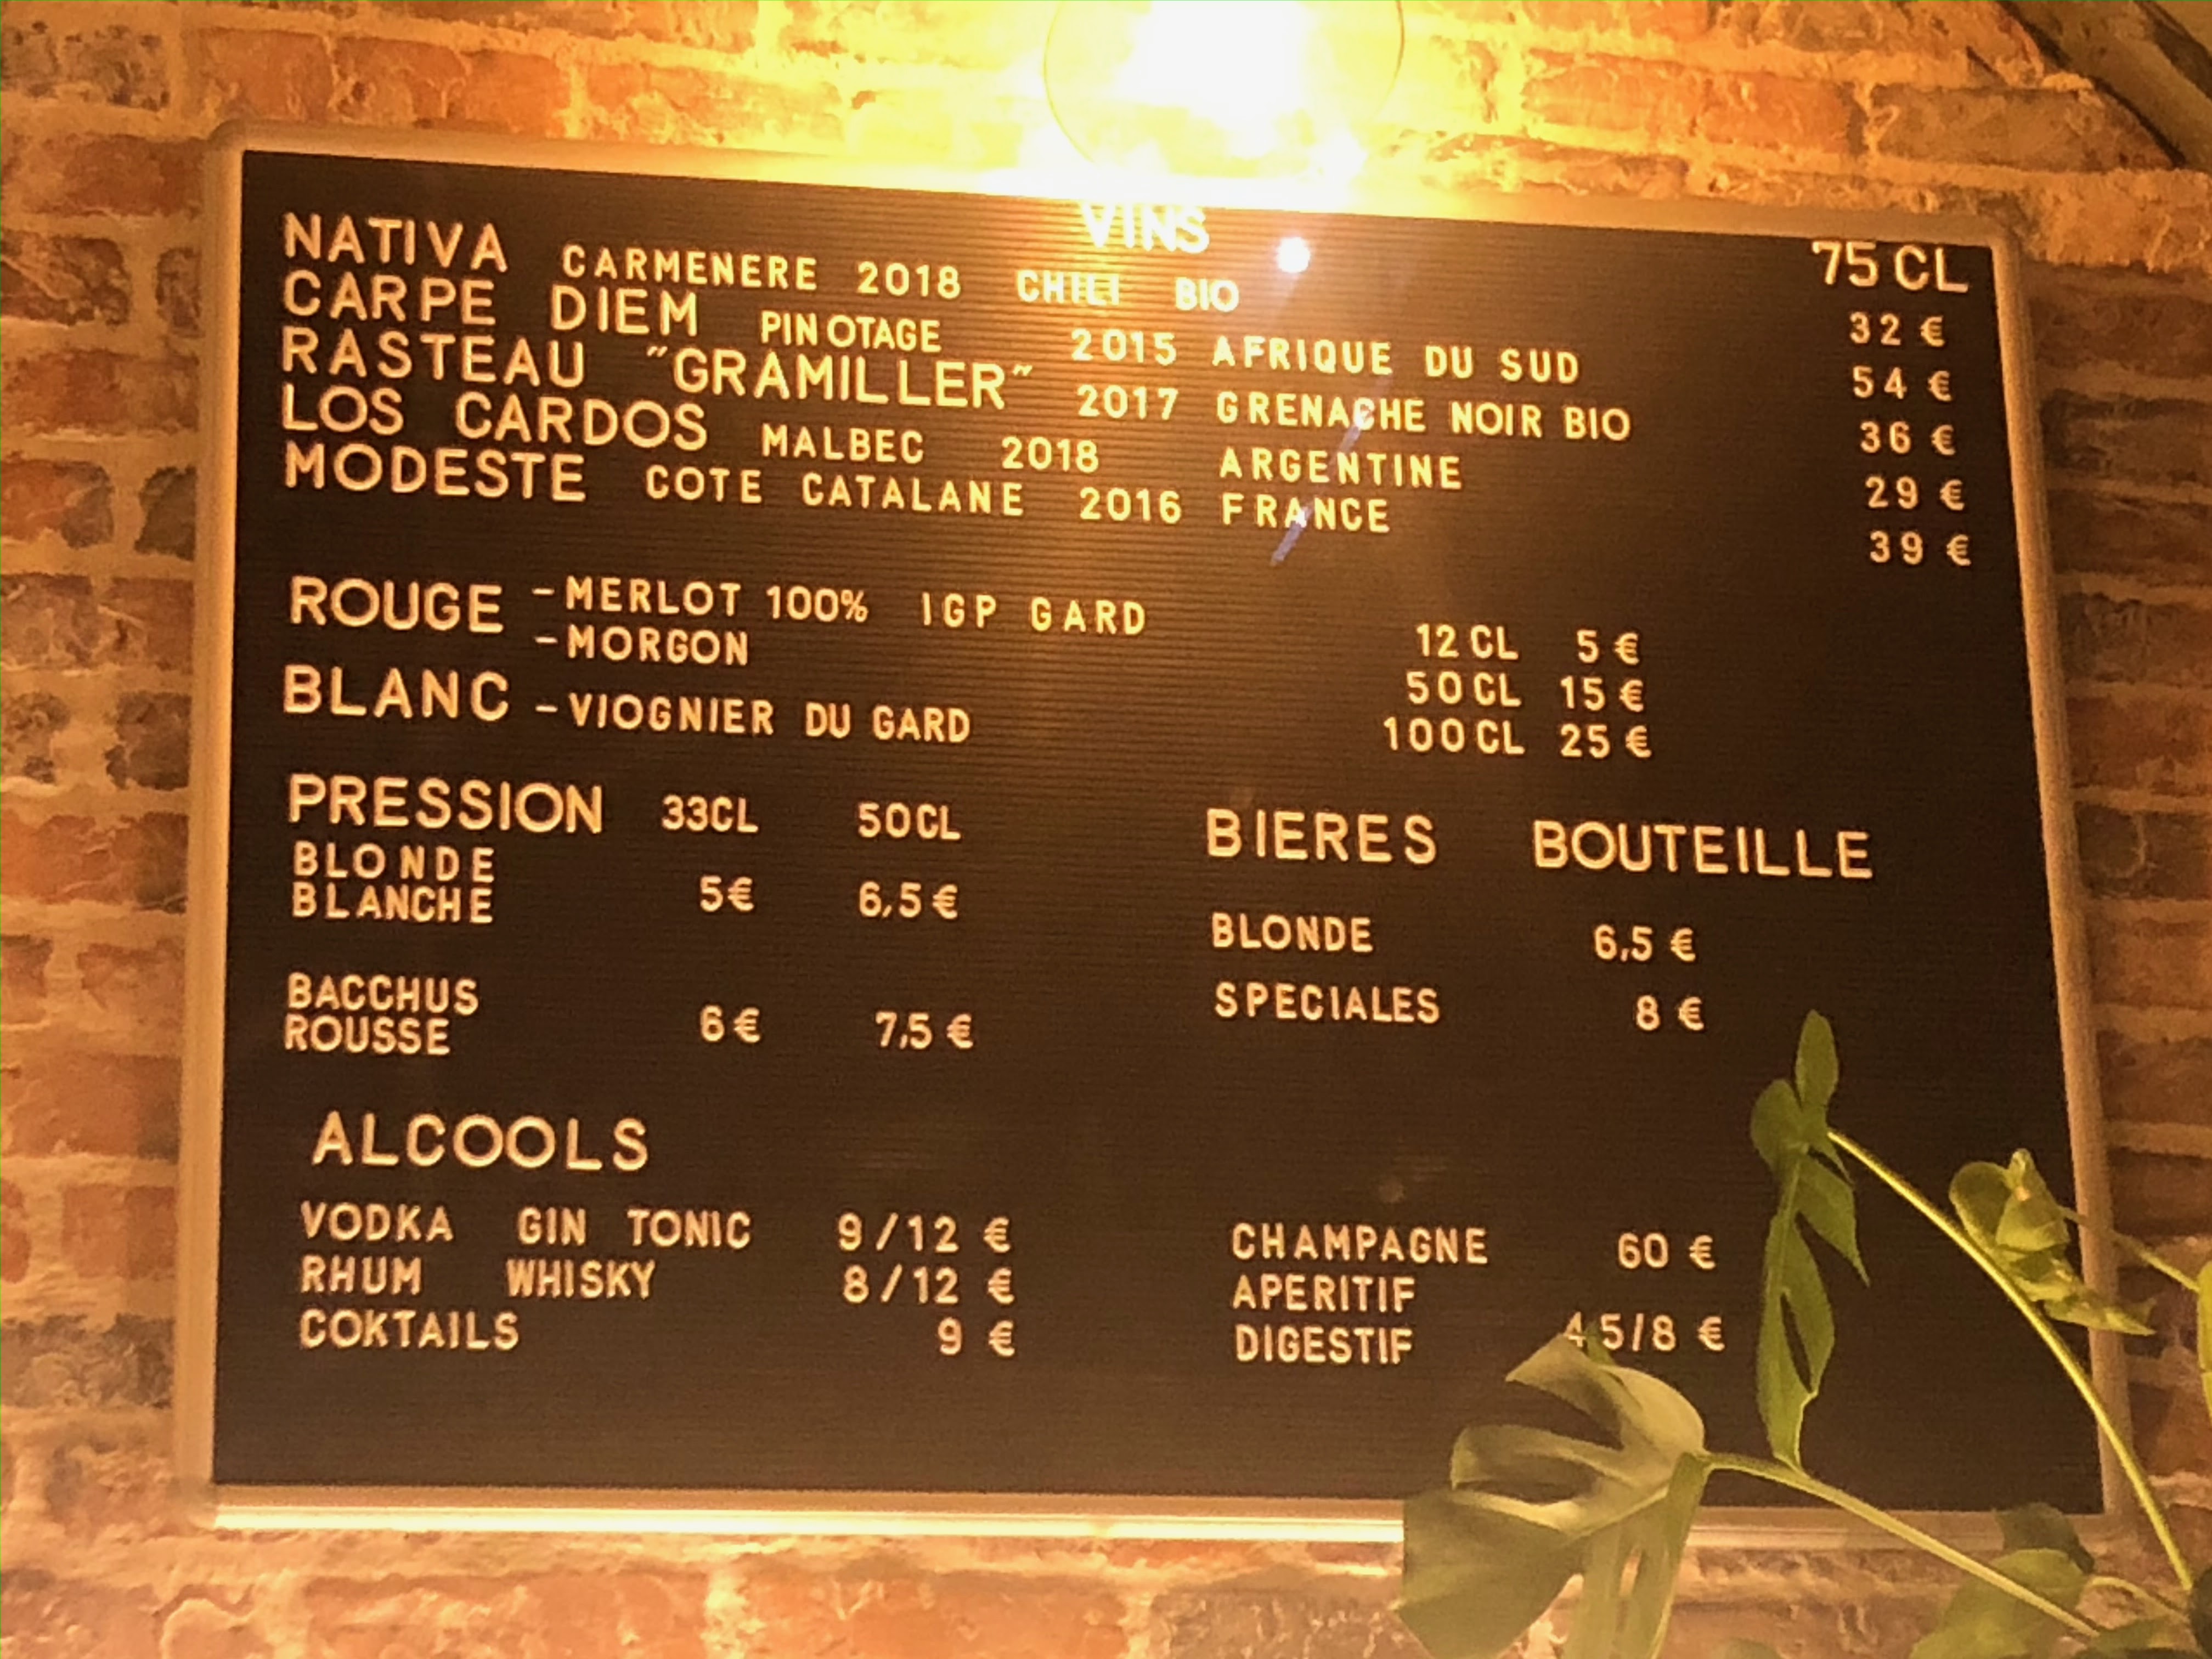 VINS 75 CL
NATIVA CARMENERE 2018 CHILI BIO 32 €
CARPE DIEM PINOTAGE 2015 AFRIQUE DU SUD 54 €
RASTEAU "GRAMILLER" 2017 GRENACHE NOIR BIO 36 €
LOS CARDOS MALBEC 2018 ARGENTINE 29 €
MODESTE COTE CATALANE 2016 FRANCE 39 €
ROUGE - MERLOT 100% IGP GARD 12 CL 5 €
- MORGON 50 CL 15 €
BLANC - VIOGNIER DU GARD 100 CL 25 €
PRESSION 33CL 50CL
BLONDE
BLANCHE 5€ 6,5 €
BACCHUS
ROUSSE 6 € 7,5 €
BIERES BOUTEILLE
BLONDE 6,5 €
SPECIALES 8 €
ALCOOLS
VODKA GIN TONIC 9/12 €
RHUM WHISKY 8/12 €
COKTAILS 9 €
CHAMPAGNE 60 €
APERITIF
DIGESTIF 4 5/8 €